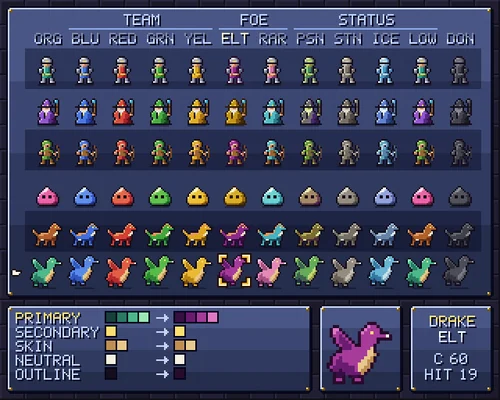 TEAM FOE STATUS
ORG BLU RED GRN YEL ELT RAR PSN STN ICE LOW DON
PRIMARY
SECONDARY
SKIN
NEUTRAL
OUTLINE
DRAKE
ELT
C 60
HIT 19